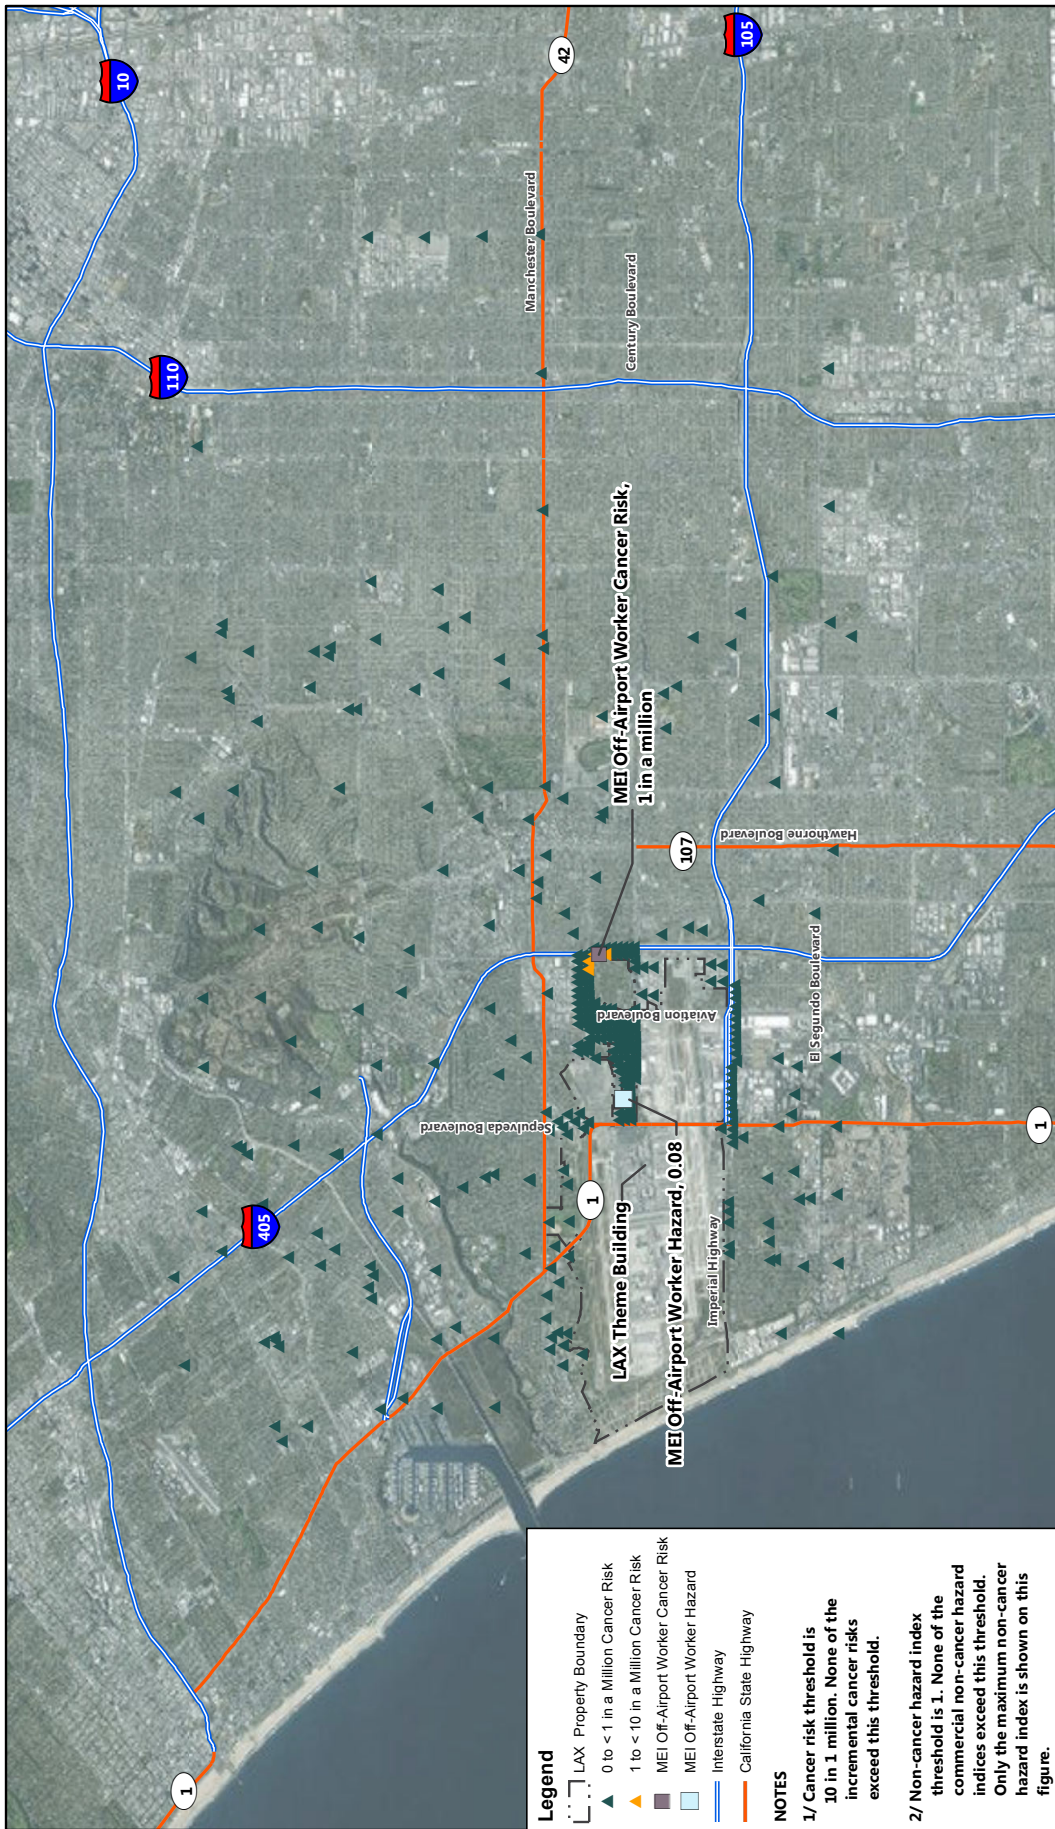 10
105
42
110
Manchester Boulevard
Century Boulevard
MEI Off-Airport Worker Cancer Risk,
1 in a million
107
Hawthorne Boulevard
Aviation Boulevard
El Segundo Boulevard
Sepulveda Boulevard
405
1
1
LAX Theme Building
MEI Off-Airport Worker Hazard, 0.08
Imperial Highway
1
Legend
LAX Property Boundary
0 to < 1 in a Million Cancer Risk
1 to < 10 in a Million Cancer Risk
MEI Off-Airport Worker Cancer Risk
MEI Off-Airport Worker Hazard
Interstate Highway
California State Highway
NOTES
1/ Cancer risk threshold is
10 in 1 million. None of the
incremental cancer risks
exceed this threshold.
2/ Non-cancer hazard index
threshold is 1. None of the
commercial non-cancer hazard
indices exceed this threshold.
Only the maximum non-cancer
hazard index is shown on this
figure.